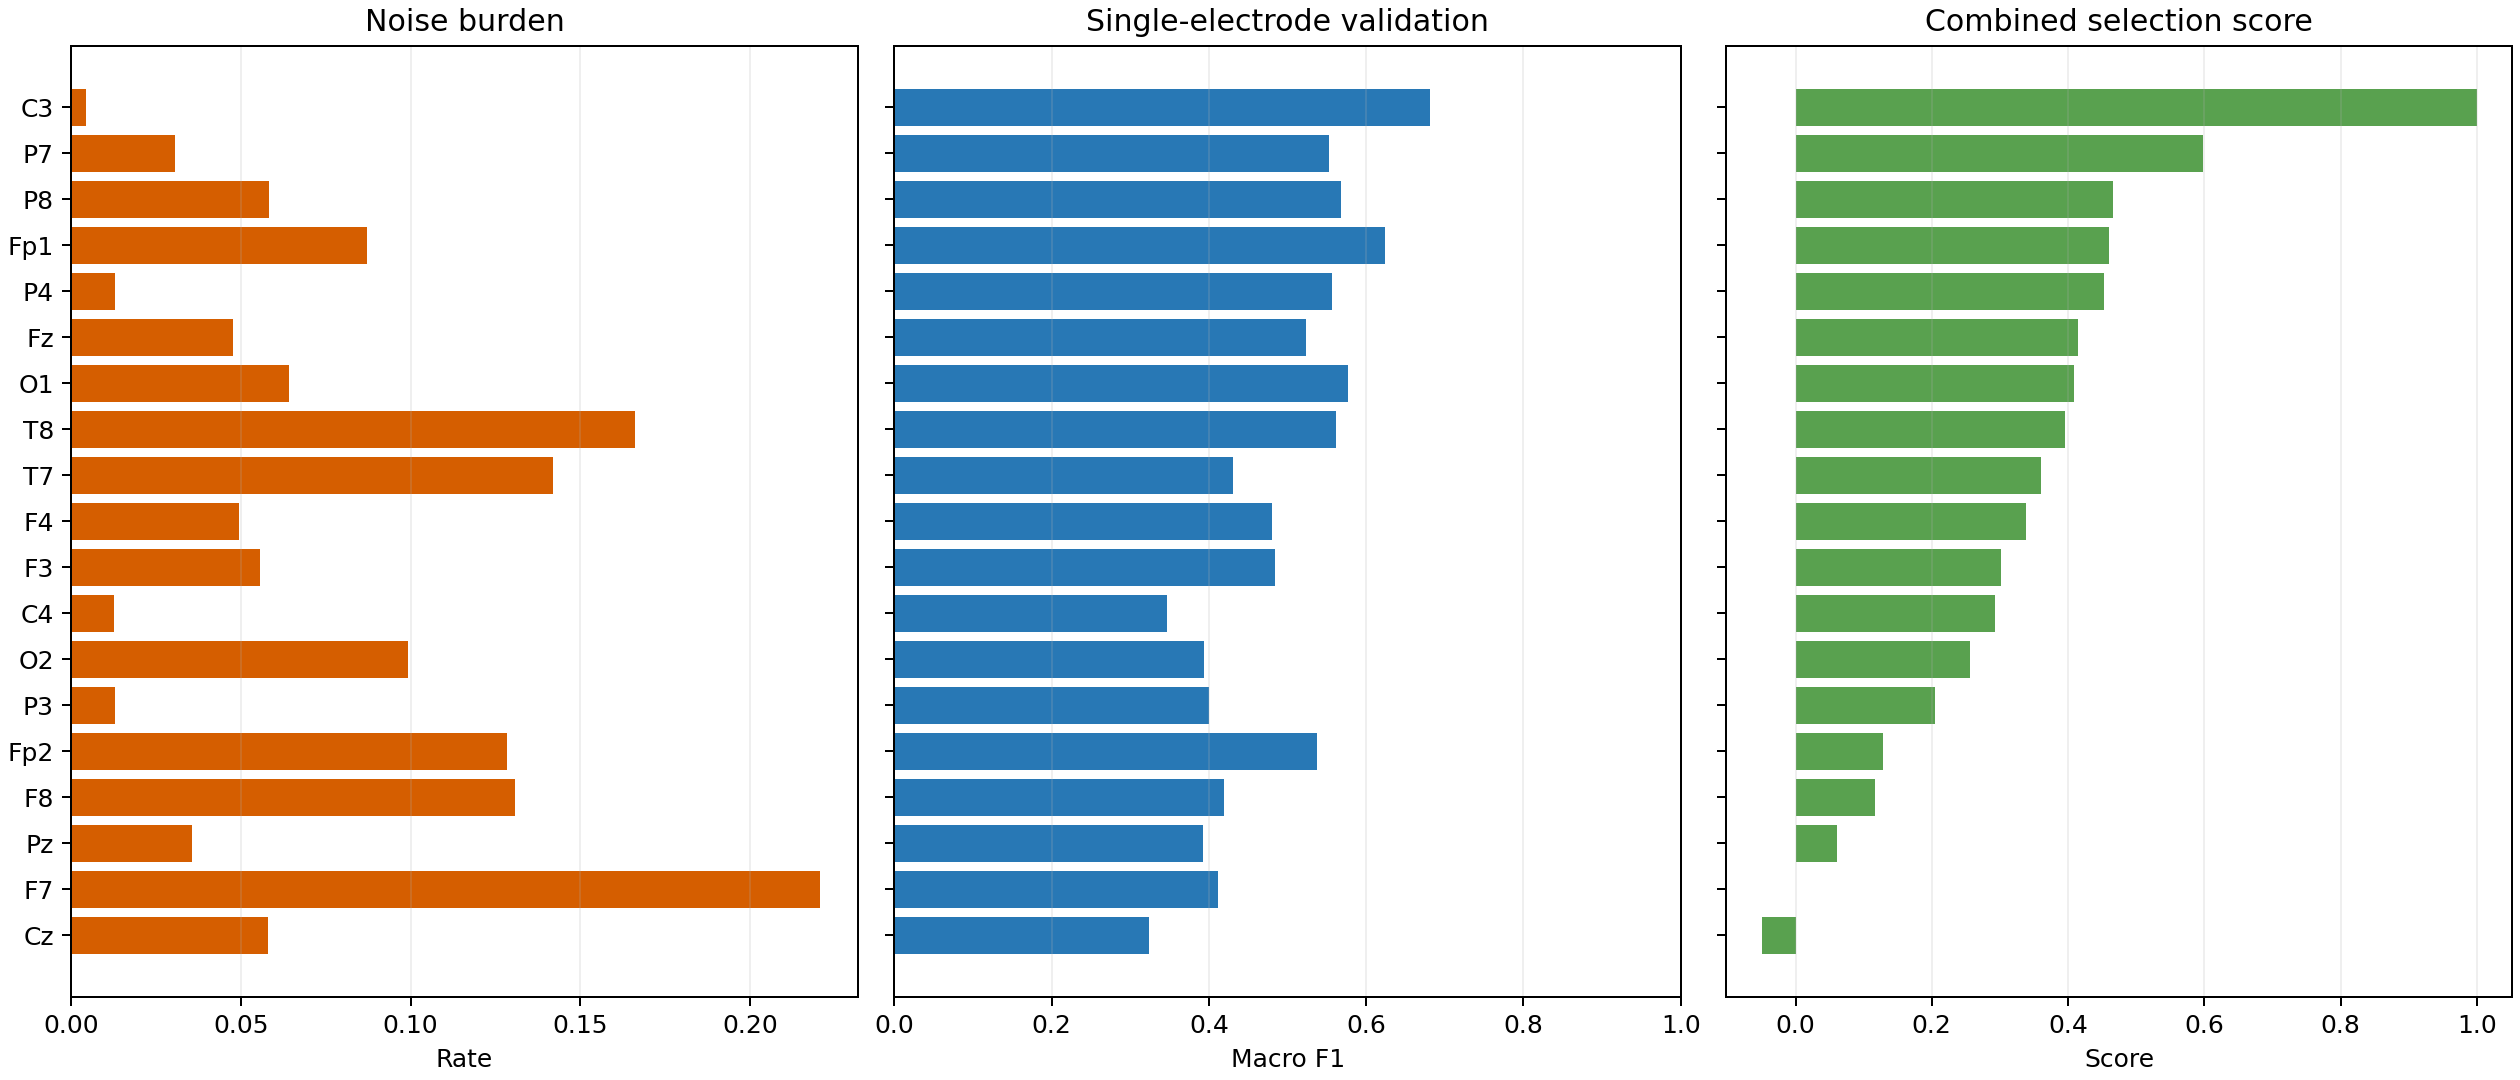 Noise burden
Single-electrode validation
Combined selection score
C3
P7
P8
Fp1
P4
Fz
O1
T8
T7
F4
F3
C4
O2
P3
Fp2
F8
Pz
F7
Cz
0.00 0.05 0.10 0.15 0.20
0.0 0.2 0.4 0.6 0.8 1.0
0.0 0.2 0.4 0.6 0.8 1.0
Rate
Macro F1
Score